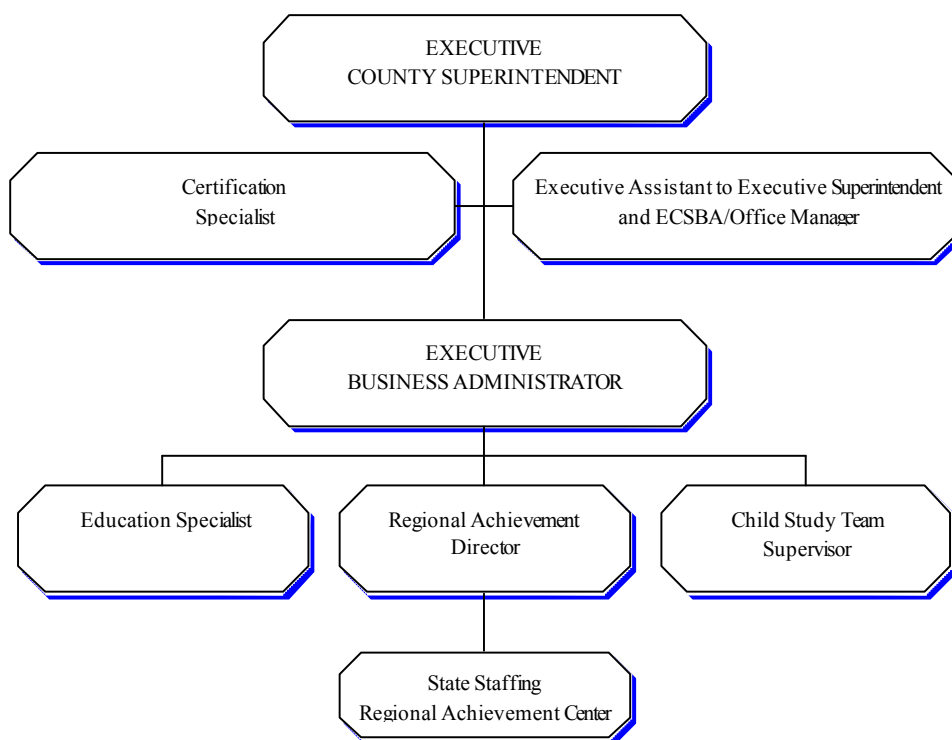 EXECUTIVE
COUNTY SUPERINTENDENT
Certification
Specialist
Executive Assistant to Executive Superintendent
and ECSBA/Office Manager
EXECUTIVE
BUSINESS ADMINISTRATOR
Education Specialist
Regional Achievement
Director
Child Study Team
Supervisor
State Staffing
Regional Achievement Center